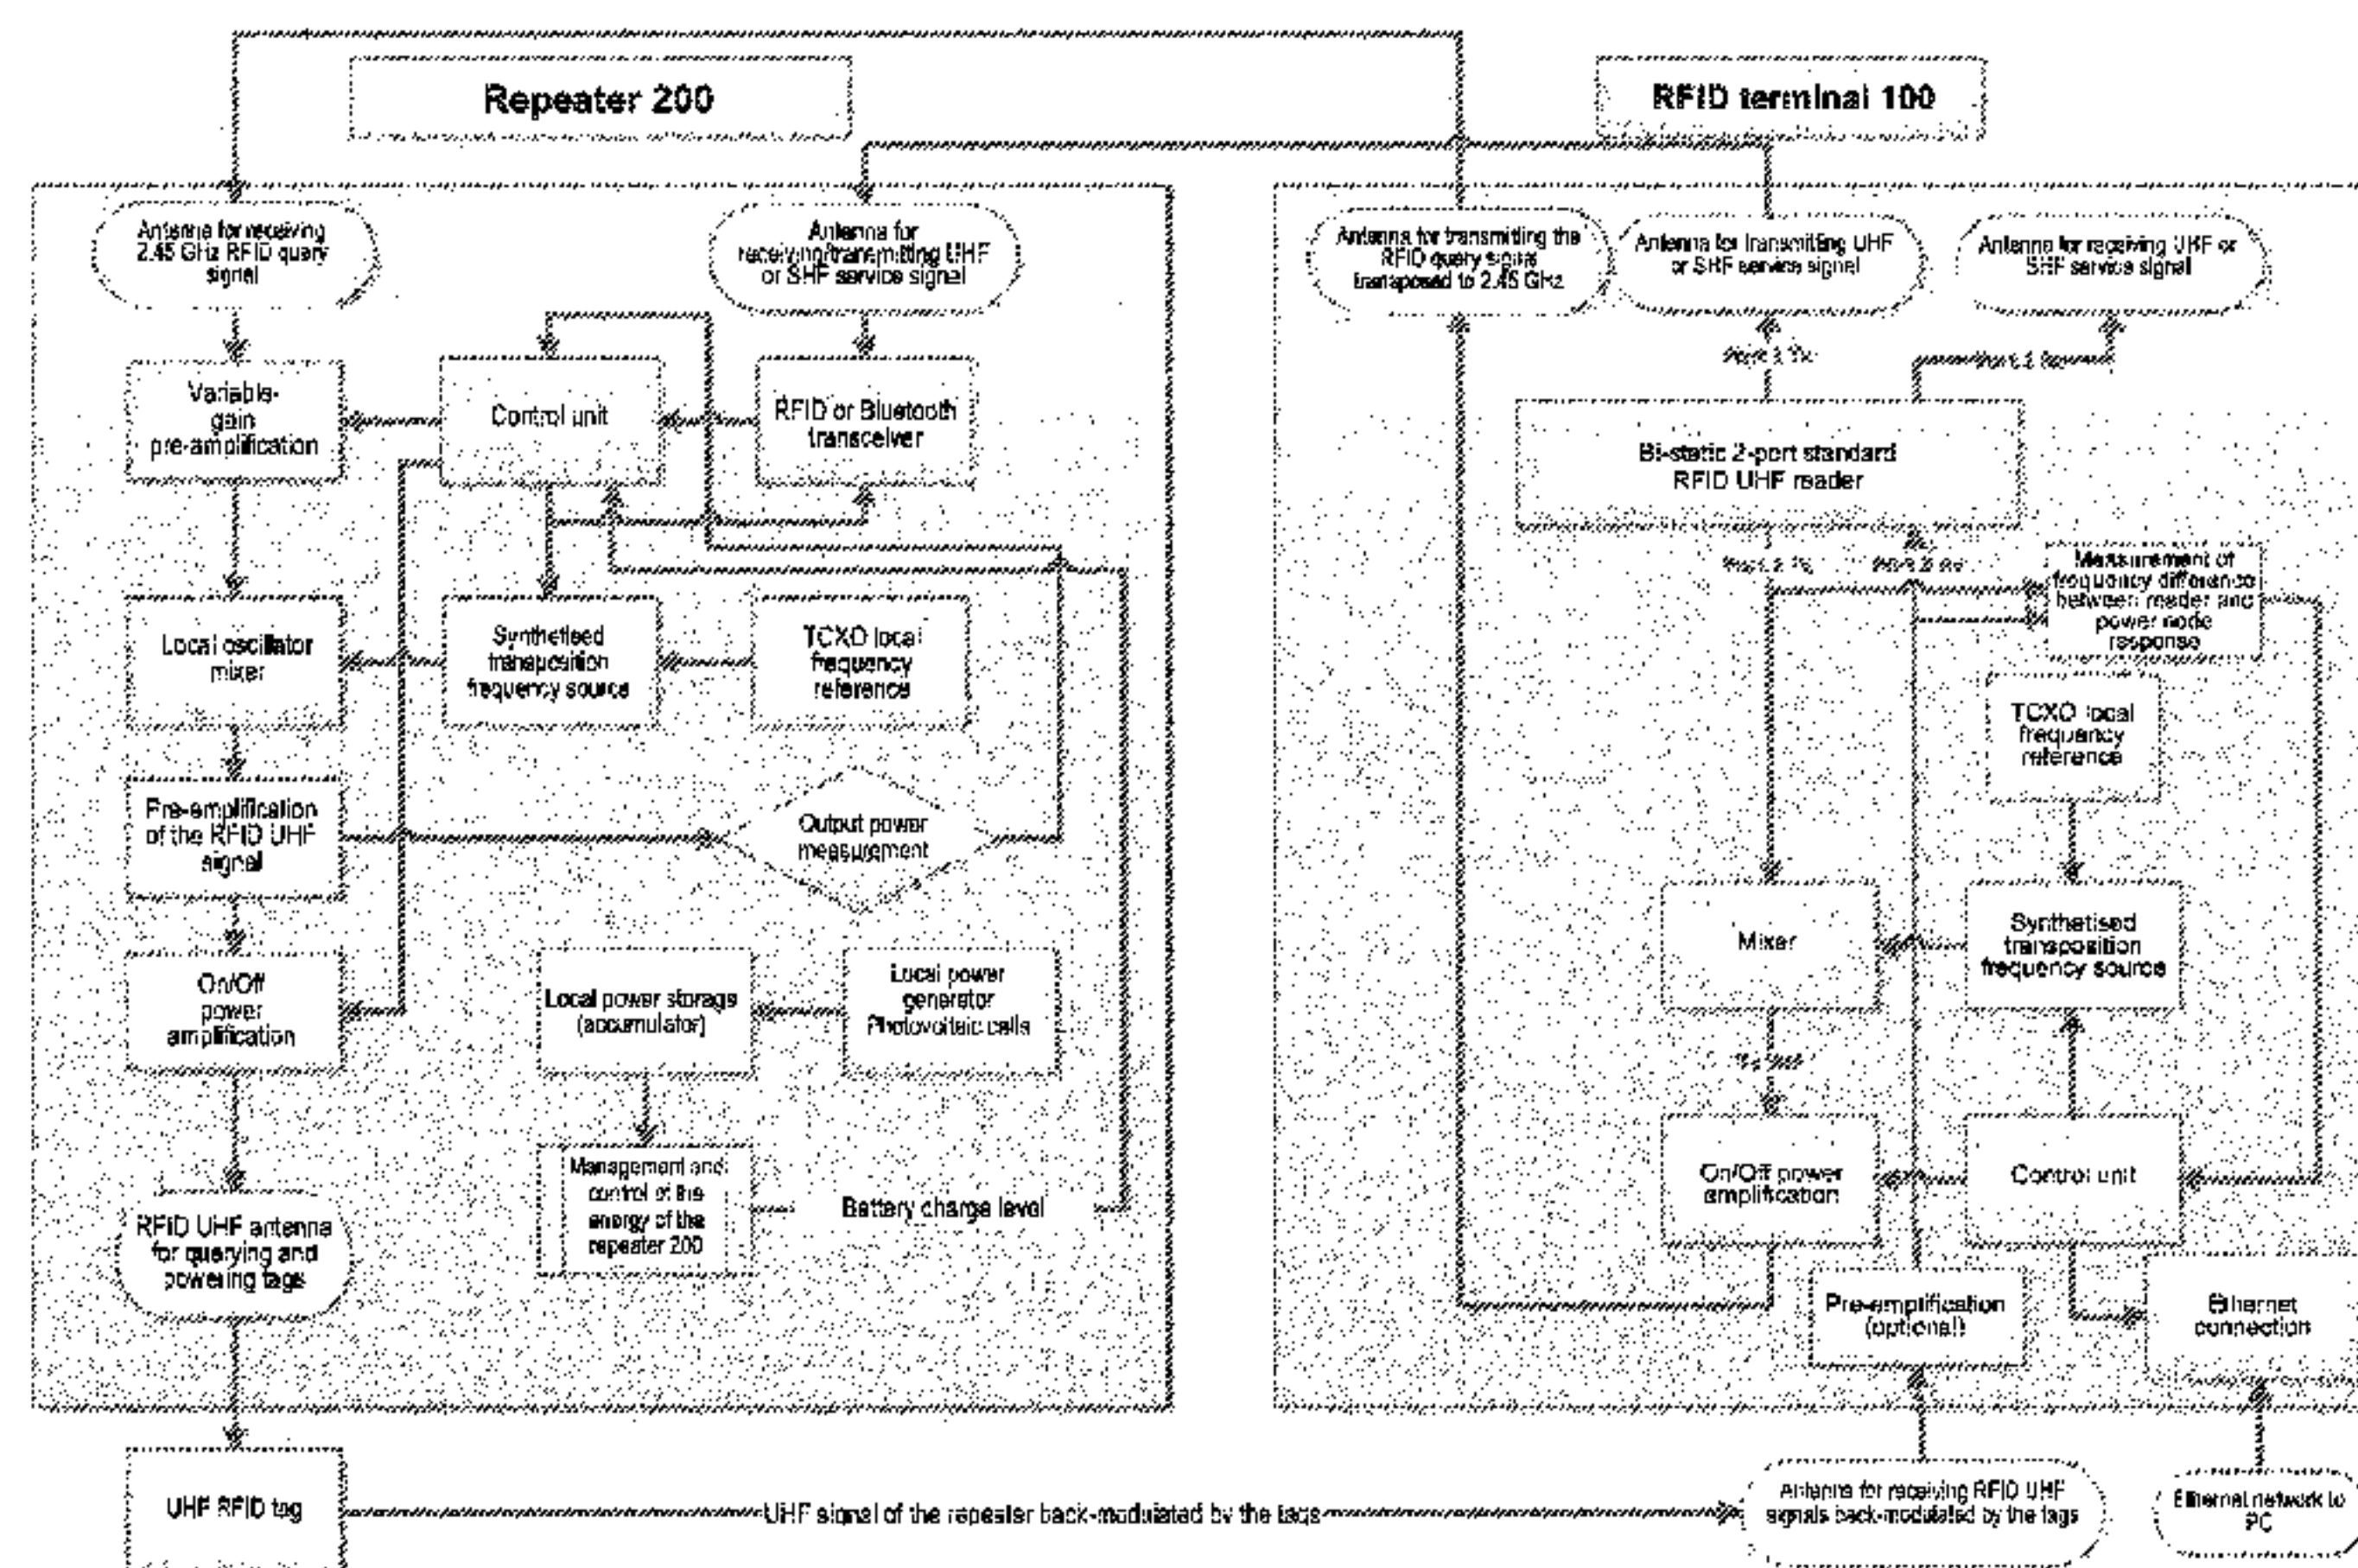 Repeater 200
RFID terminal 100
Antenna for receiving
2.45 GHz RFID query
signal
Antenna for
receiving/transmitting UHF
or SHF service signal
Antenna for transmitting the
RFID query signal
transposed to 2.45 GHz
Antenna for transmitting UHF
or SHF service signal
Antenna for receiving UHF or
SHF service signal
Variable-
gain
pre-amplification
Control unit
RFID or Bluetooth
transceiver
Bi-static 2-port standard
RFID UHF reader
Measurement of
frequency difference
between reader and
power node
response
Local oscillator
mixer
Synthetised
transposition
frequency source
TCXO local
frequency
reference
TCXO local
frequency
reference
Pre-amplification
of the RFID UHF
signal
Output power
measurement
Mixer
Synthetised
transposition
frequency source
On/Off
power
amplification
Local power storage
(accumulator)
Local power
generator
Photovoltaic cells
Management and
control of the
energy of the
repeater 200
Battery charge level
On/Off power
amplification
Control unit
RFID UHF antenna
for querying and
powering tags
Pre-amplification
(optional)
Ethernet
connection
UHF RFID tag
UHF signal of the repeater back-modulated by the tags
Antenna for receiving RFID UHF
signals back-modulated by the tags
Ethernet network to
PC